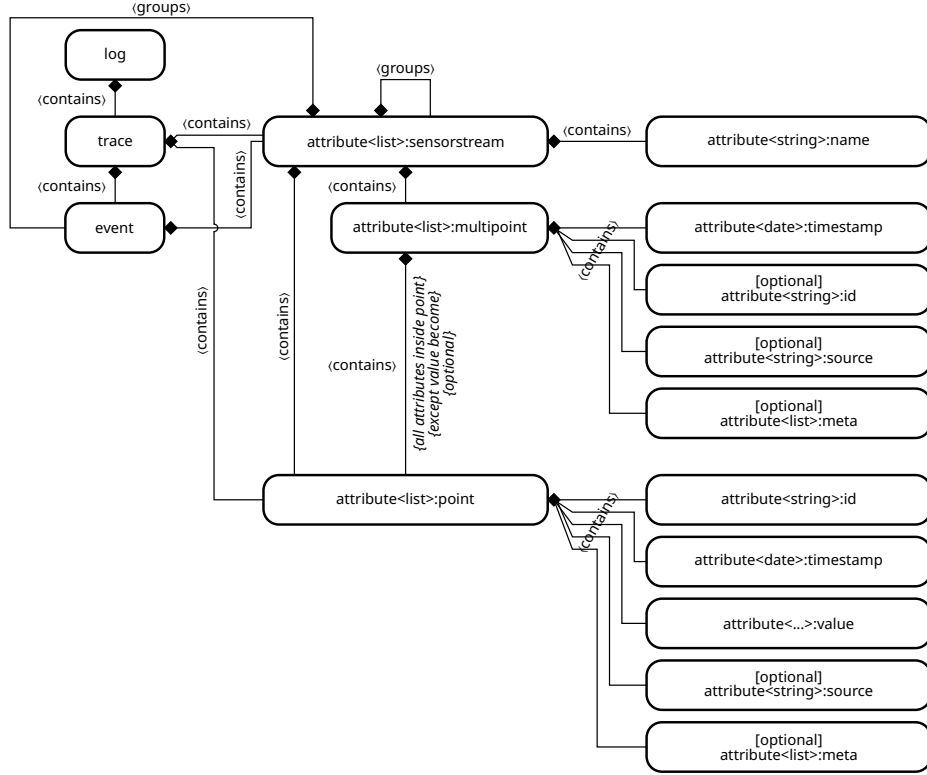 ⟨groups⟩
log
⟨groups⟩
⟨contains⟩
trace
⟨contains⟩
attribute<list>:sensorstream
⟨contains⟩
attribute<string>:name
⟨contains⟩
⟨contains⟩
⟨contains⟩
event
attribute<list>:multipoint
⟨contains⟩
attribute<date>:timestamp
[optional]
attribute<string>:id
⟨contains⟩
⟨contains⟩
⟨contains⟩
{all attributes inside point}
{except value become}
{optional}
[optional]
attribute<string>:source
[optional]
attribute<list>:meta
attribute<list>:point
⟨contains⟩
attribute<string>:id
attribute<date>:timestamp
attribute<...>:value
[optional]
attribute<string>:source
[optional]
attribute<list>:meta